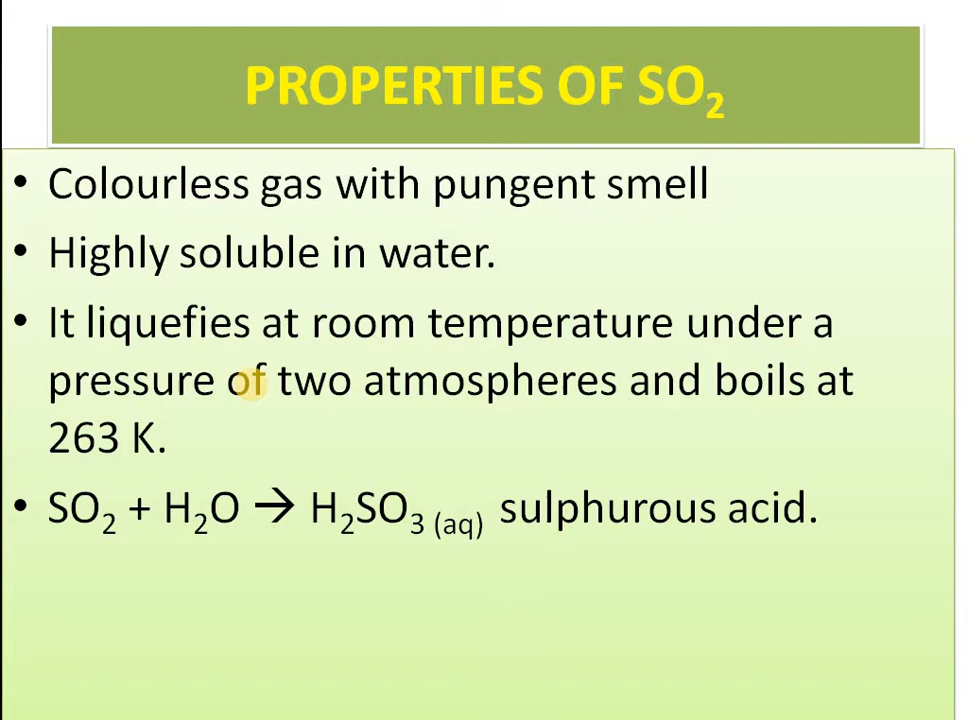 PROPERTIES OF SO₂
• Colourless gas with pungent smell
• Highly soluble in water.
• It liquefies at room temperature under a
pressure of two atmospheres and boils at
263 K.
• SO₂ + H₂O → H₂SO₃ (aq) sulphurous acid.